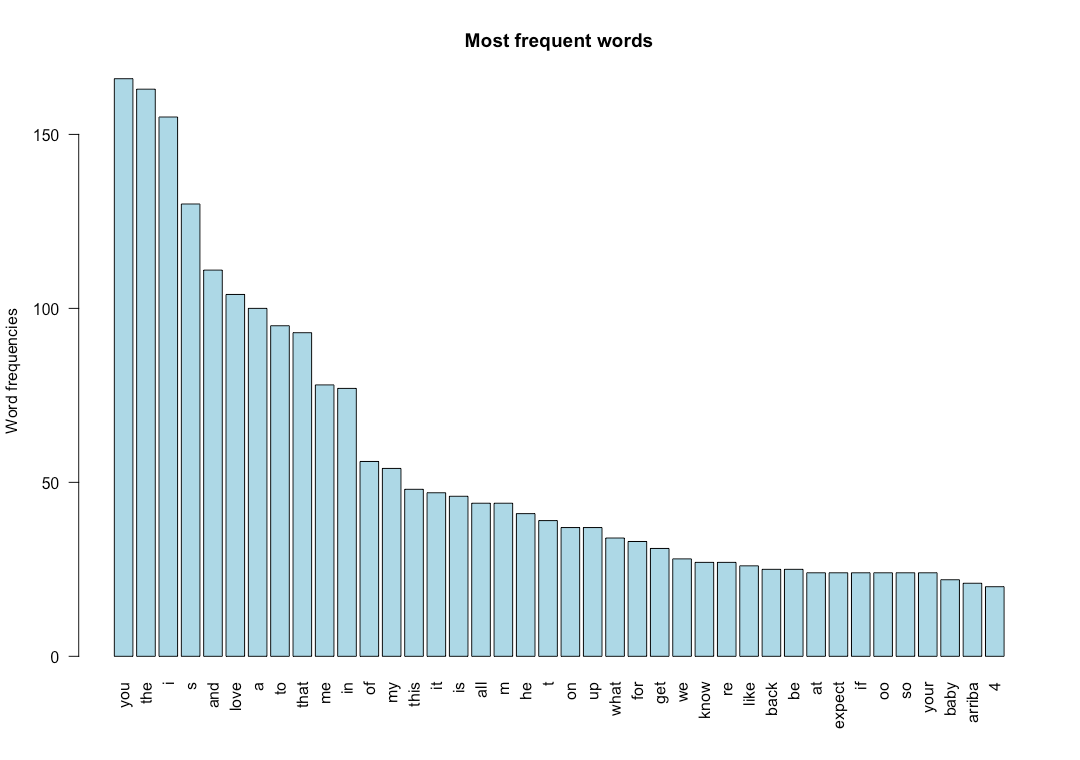 Most frequent words
Word frequencies
150
100
50
0
you the i s and love a to that me in of my this it is all m he t on up what for get we know re like back be at expect if oo so your baby arriba 4